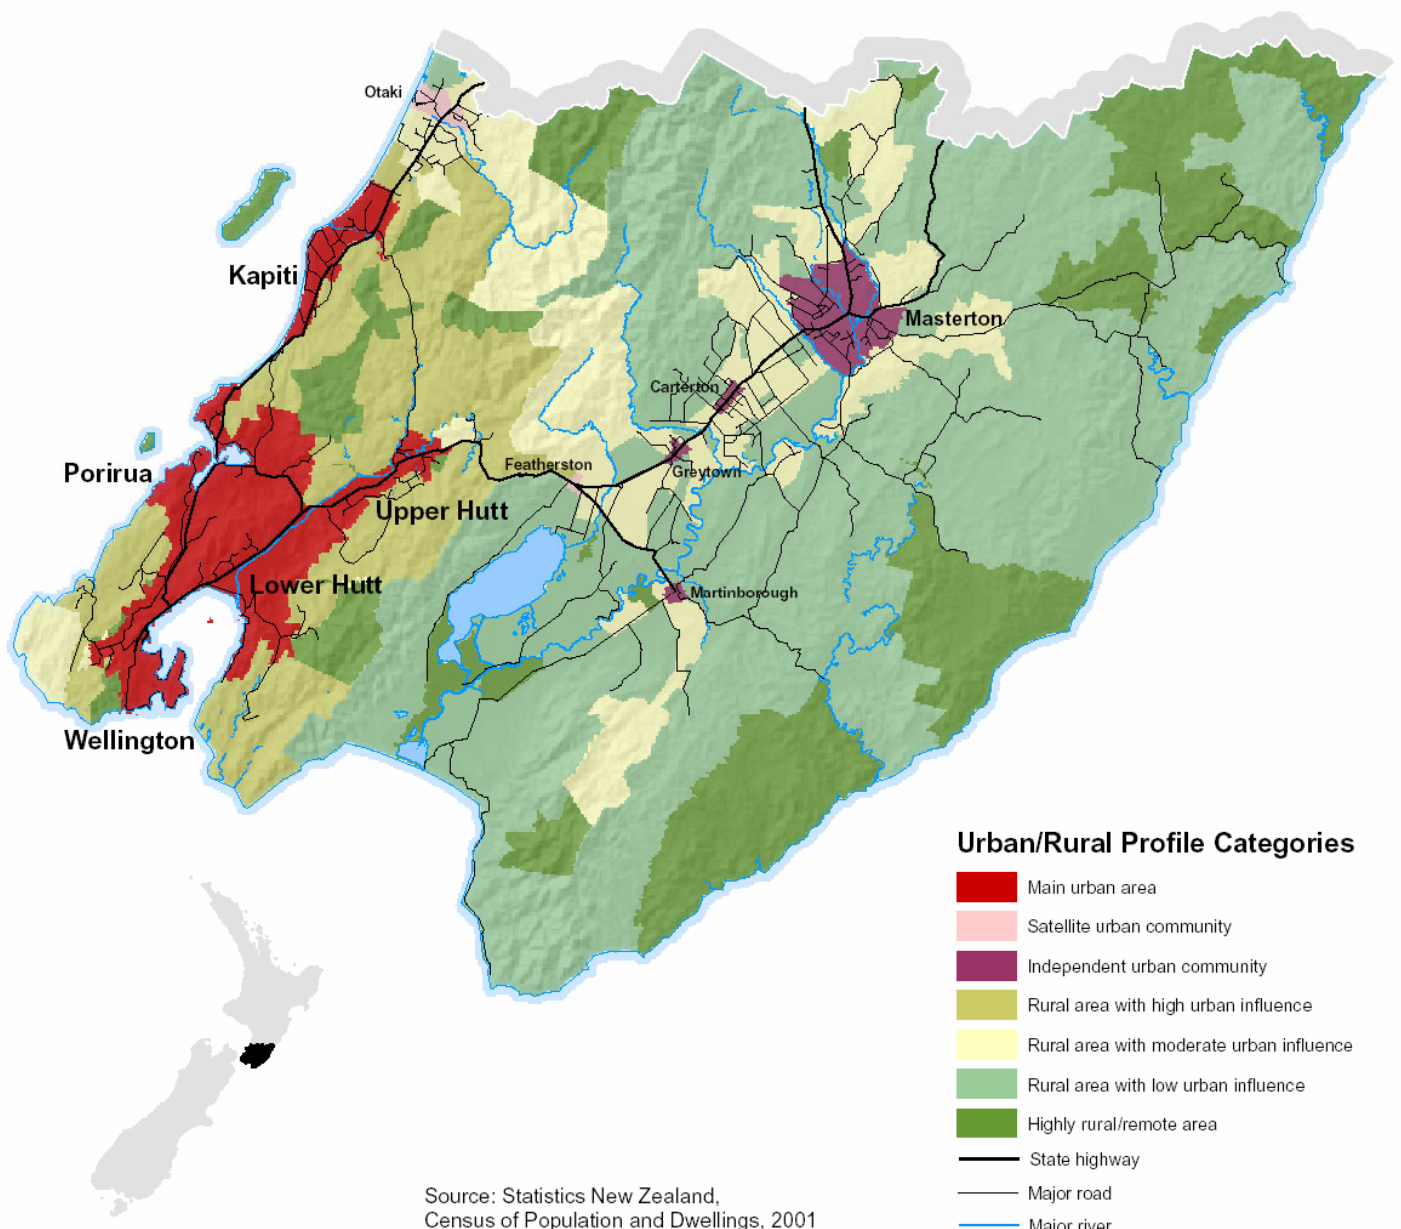 Otaki
Kapiti
Masterton
Carterton
Porirua
Featherston
Greytown
Upper Hutt
Lower Hutt
Martinborough
Wellington
Urban/Rural Profile Categories
Main urban area
Satellite urban community
Independent urban community
Rural area with high urban influence
Rural area with moderate urban influence
Rural area with low urban influence
Highly rural/remote area
State highway
Major road
Major river
Source: Statistics New Zealand,
Census of Population and Dwellings, 2001